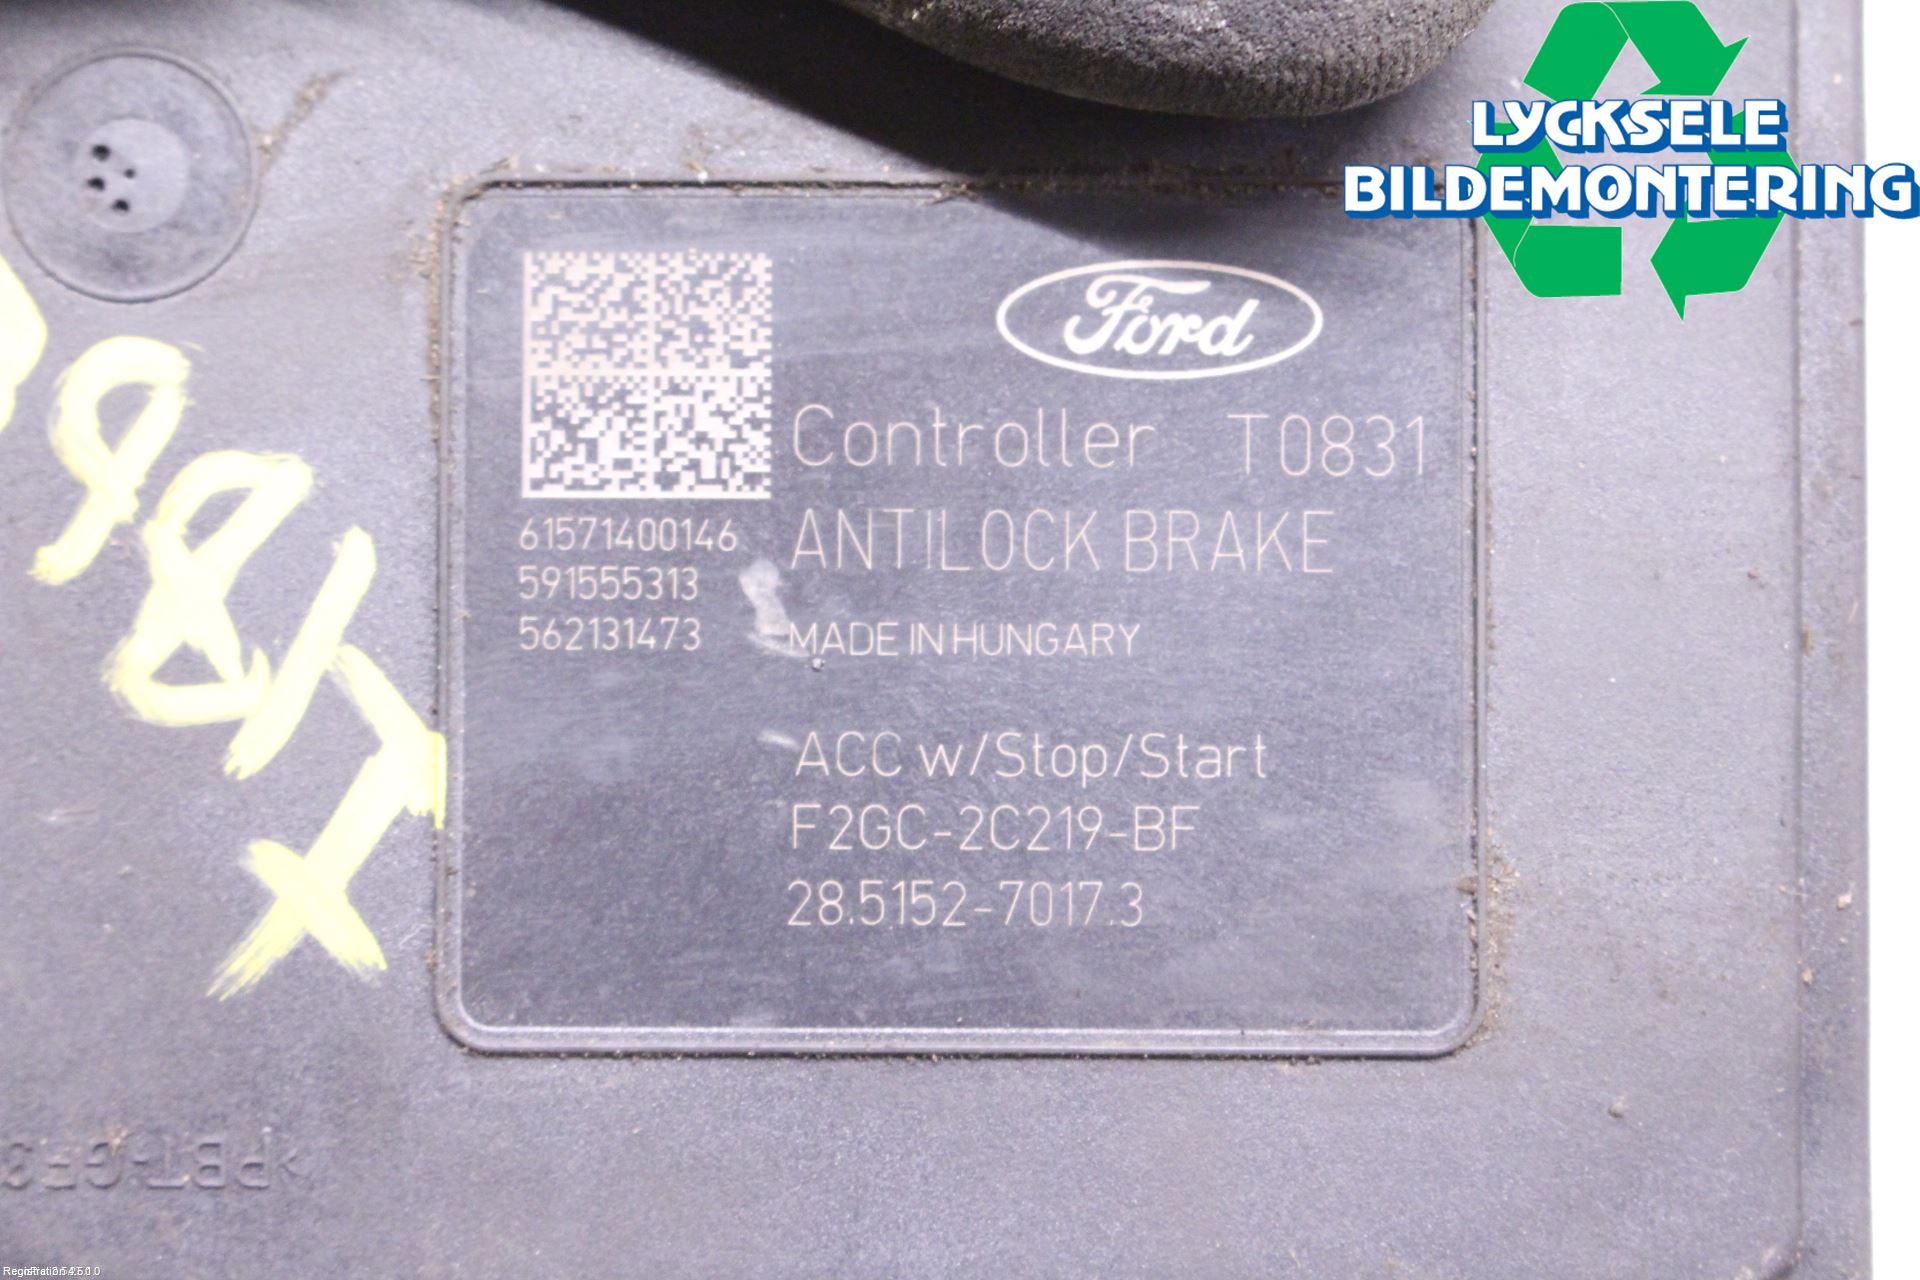 LYCKSELE
BILDEMONTERING
Ford
Controller T0831
ANTILOCK BRAKE
61571400146
591555313
562131473
MADE IN HUNGARY
ACC w/Stop/Start
F2GC-2C219-BF
28.5152-7017.3